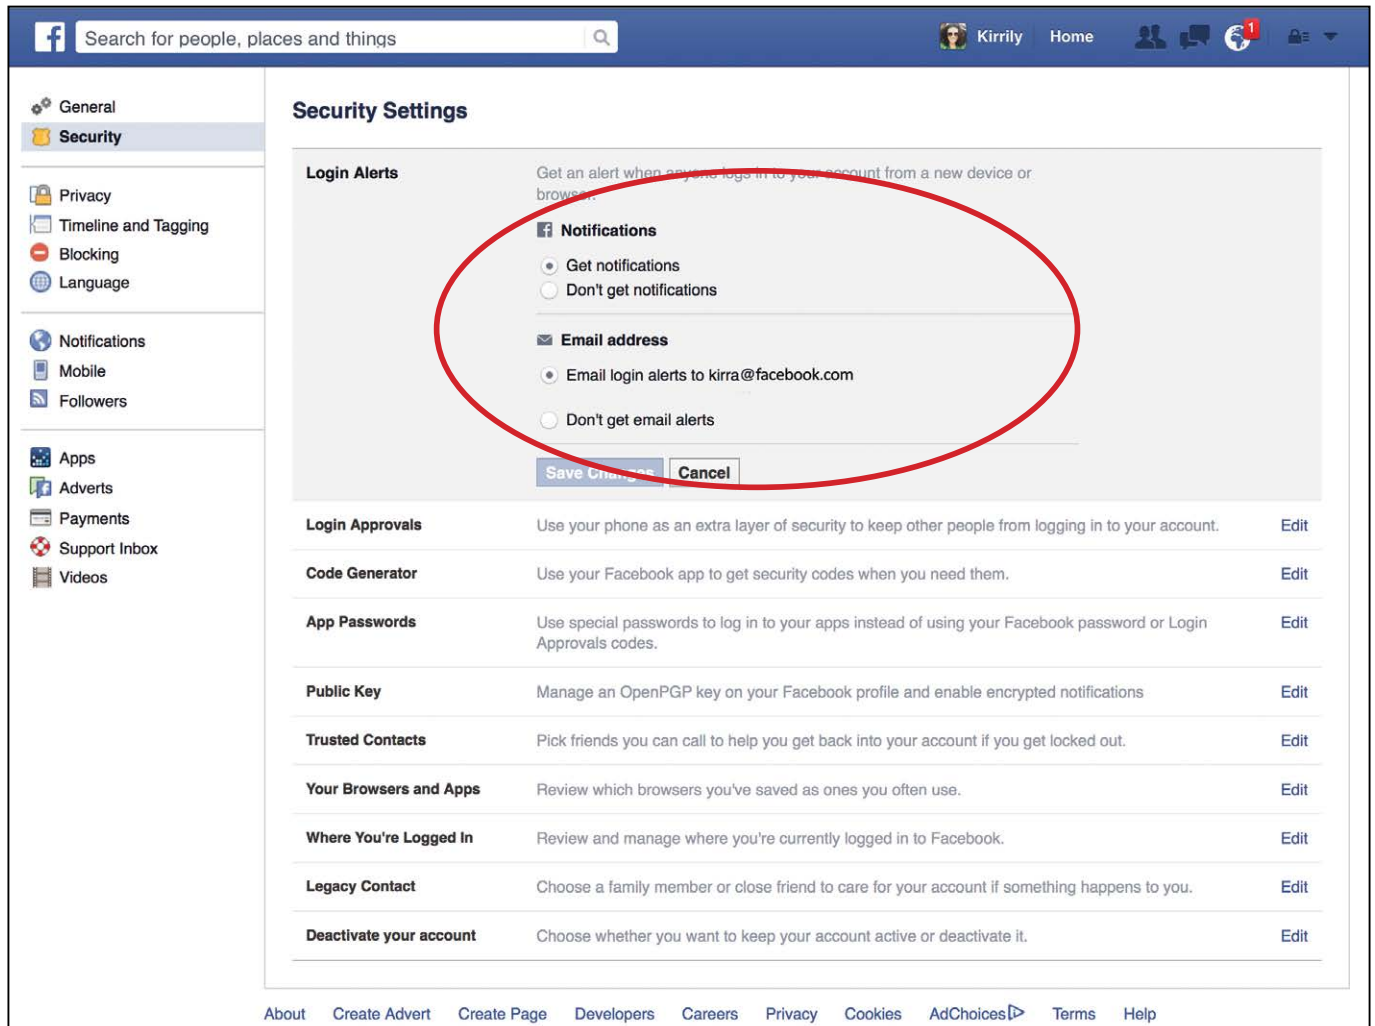 f
Search for people, places and things
Kirrily
Home
1
General
Security
Privacy
Timeline and Tagging
Blocking
Language
Notifications
Mobile
Followers
Apps
Adverts
Payments
Support Inbox
Videos
Security Settings
Login Alerts
Get an alert when anyone logs in to your account from a new device or
browser.
Notifications
Get notifications
Don't get notifications
Email address
Email login alerts to kirra@facebook.com
Don't get email alerts
Save Changes
Cancel
Login Approvals
Use your phone as an extra layer of security to keep other people from logging in to your account.
Edit
Code Generator
Use your Facebook app to get security codes when you need them.
Edit
App Passwords
Use special passwords to log in to your apps instead of using your Facebook password or Login
Approvals codes.
Edit
Public Key
Manage an OpenPGP key on your Facebook profile and enable encrypted notifications
Edit
Trusted Contacts
Pick friends you can call to help you get back into your account if you get locked out.
Edit
Your Browsers and Apps
Review which browsers you've saved as ones you often use.
Edit
Where You're Logged In
Review and manage where you're currently logged in to Facebook.
Edit
Legacy Contact
Choose a family member or close friend to care for your account if something happens to you.
Edit
Deactivate your account
Choose whether you want to keep your account active or deactivate it.
Edit
About Create Advert Create Page Developers Careers Privacy Cookies AdChoices Terms Help